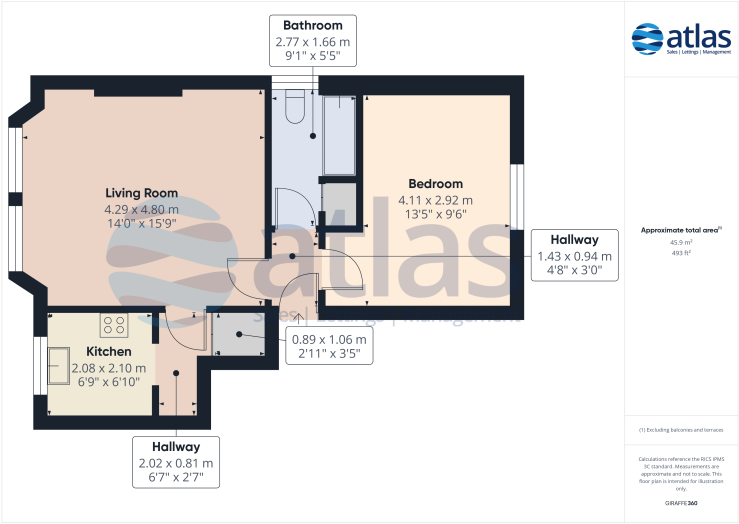 Bathroom
2.77 x 1.66 m
9'1" x 5'5"
Living Room
4.29 x 4.80 m
14'0" x 15'9"
Bedroom
4.11 x 2.92 m
13'5" x 9'6"
Hallway
1.43 x 0.94 m
4'8" x 3'0"
atlas
Sales | Lettings | Management
0.89 x 1.06 m
2'11" x 3'5"
Kitchen
2.08 x 2.10 m
6'9" x 6'10"
Hallway
2.02 x 0.81 m
6'7" x 2'7"
atlas
Sales | Lettings | Management
Approximate total area(1)
45.9 m²
493 ft²
(1) Excluding balconies and terraces
Calculations reference the RICS IPMS
3C standard. Measurements are
approximate and not to scale. This
floor plan is intended for illustration
only.
GIRAFFE360